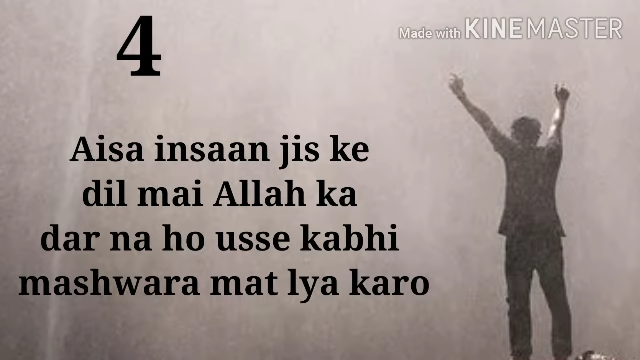 4
Made with KINEMASTER
Aisa insaan jis ke
dil mai Allah ka
dar na ho usse kabhi
mashwara mat lya karo